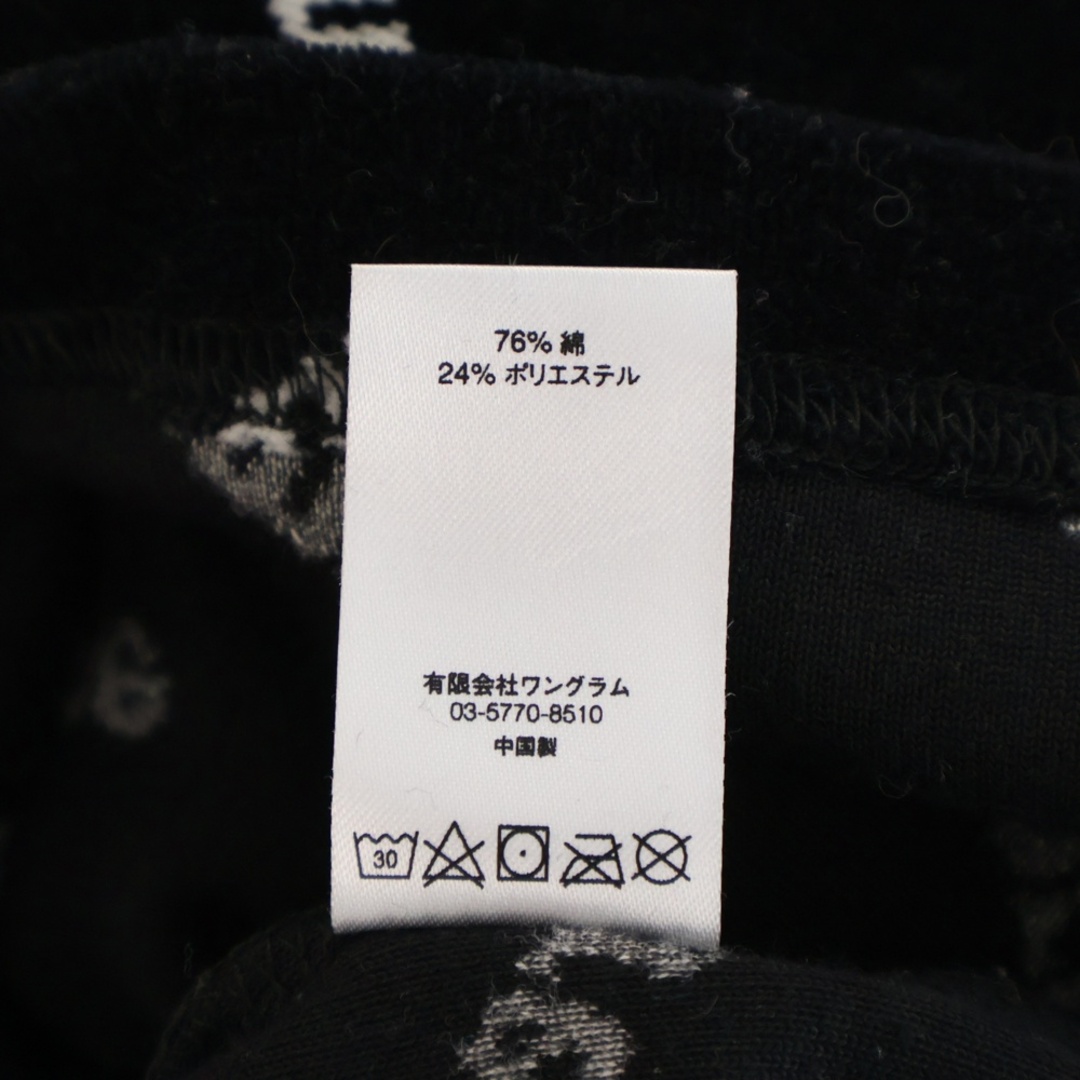 76% 綿
24% ポリエステル
有限会社ワングラム
03-5770-8510
中国製
30